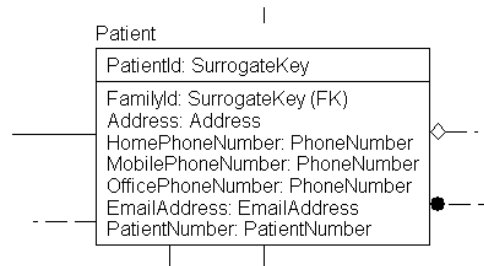 Patient
PatientId: SurrogateKey
FamilyId: SurrogateKey (FK)
Address: Address
HomePhoneNumber: PhoneNumber
MobilePhoneNumber: PhoneNumber
OfficePhoneNumber: PhoneNumber
EmailAddress: EmailAddress
PatientNumber: PatientNumber